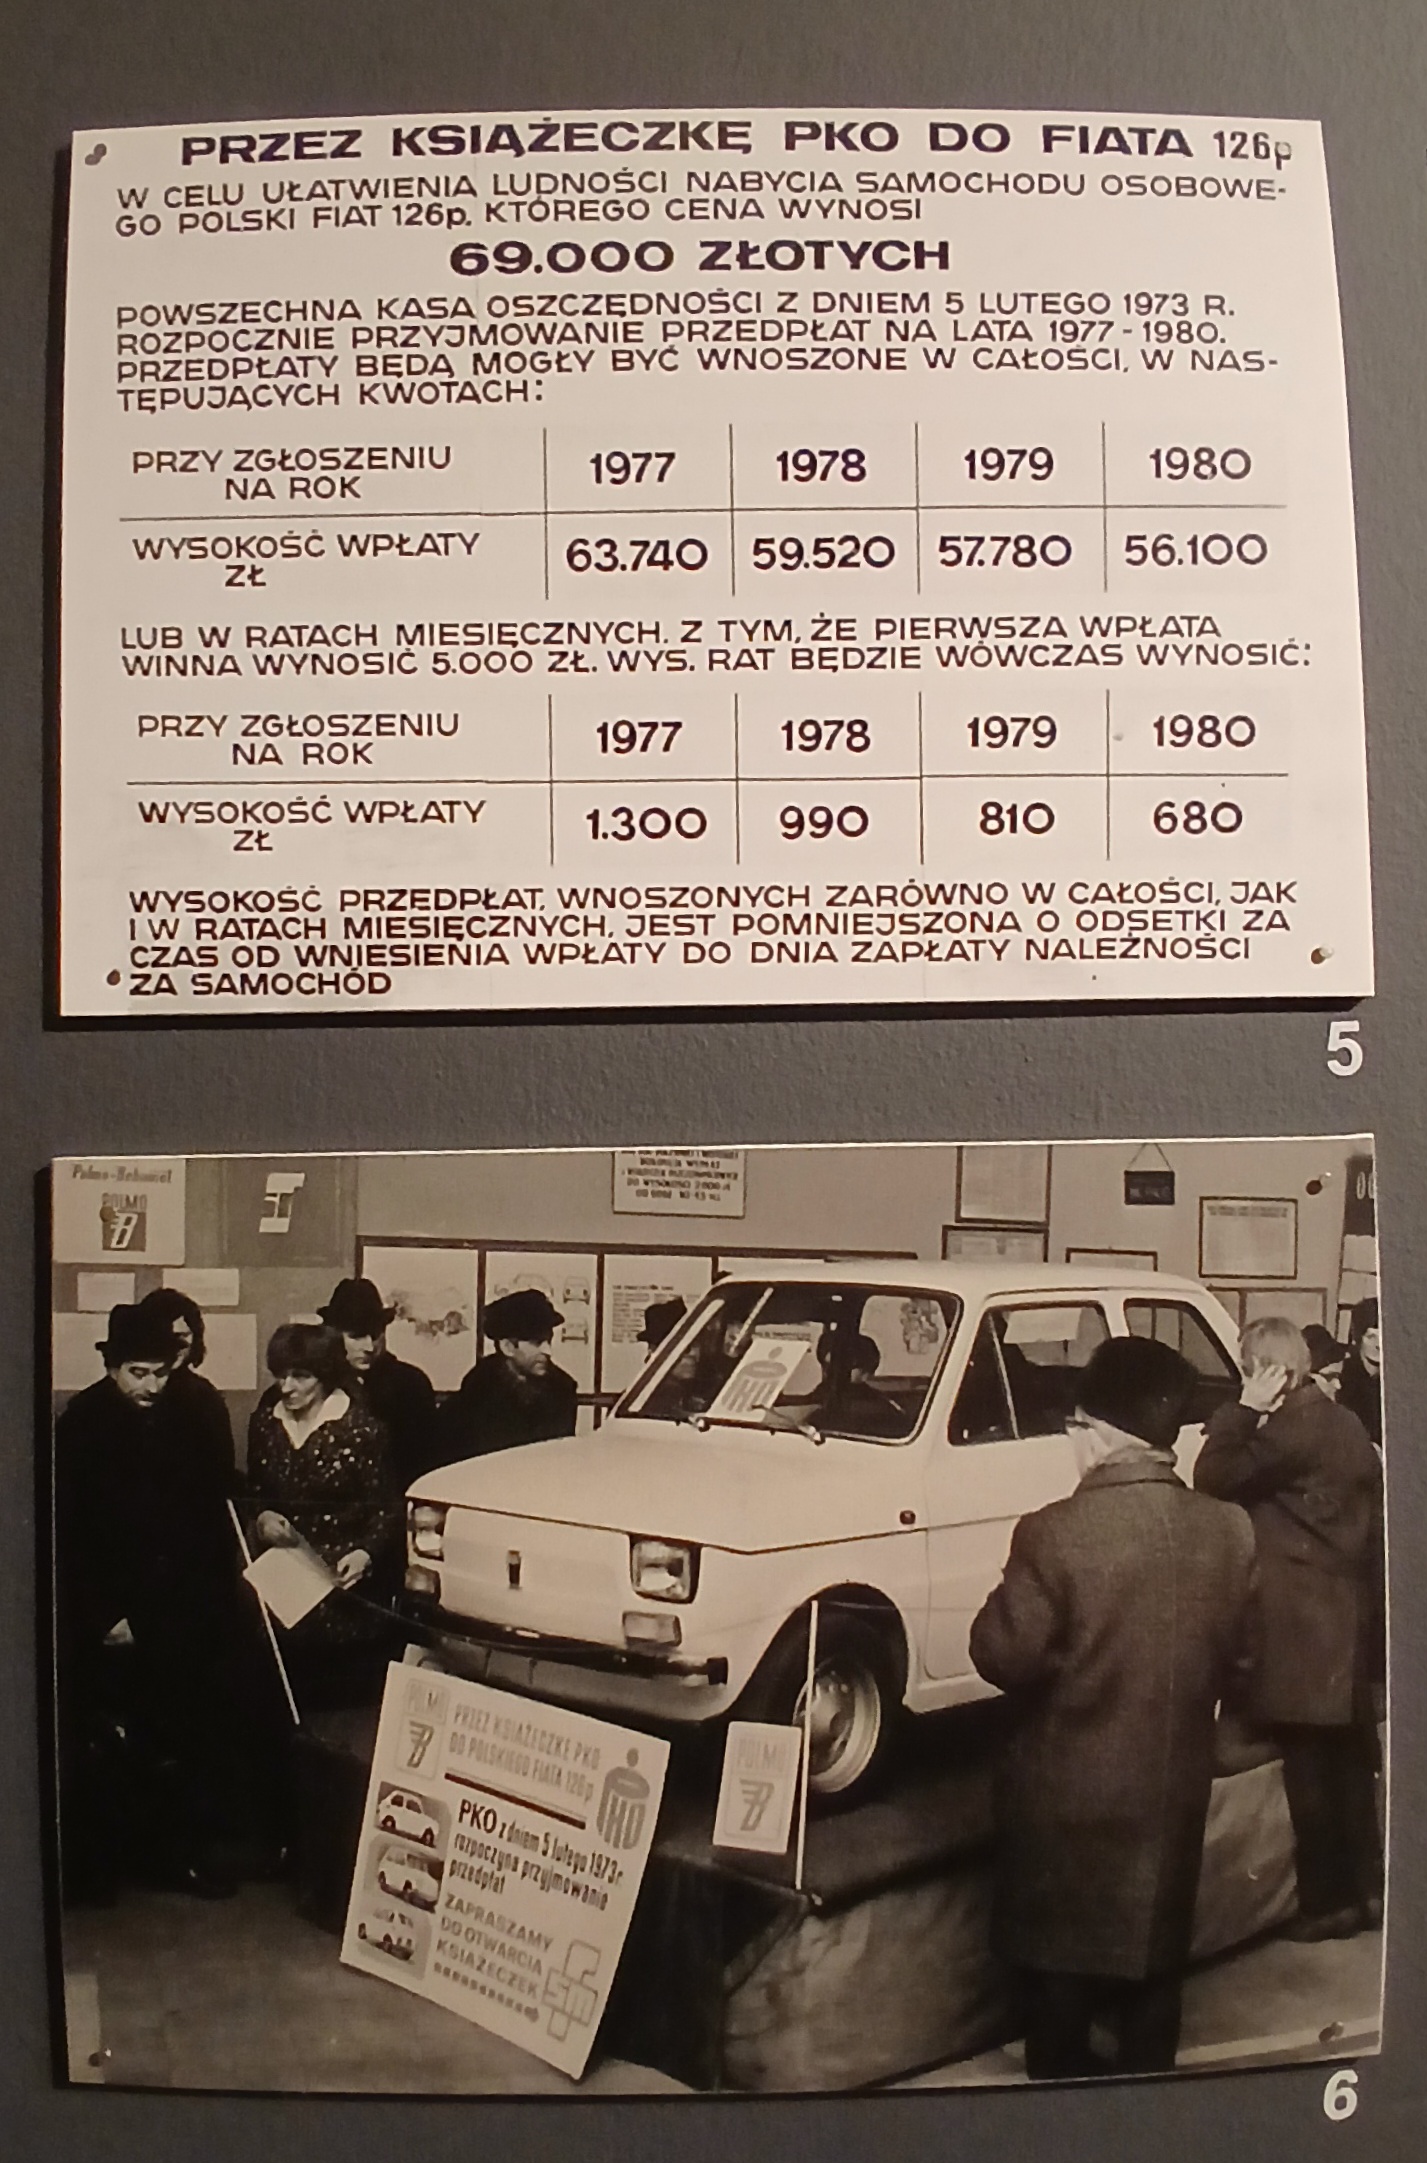 PRZEZ KSIĄŻECZKĘ PKO DO FIATA 126p
W CELU UŁATWIENIA LUDNOŚCI NABYCIA SAMOCHODU OSOBOWE-
GO POLSKI FIAT 126p. KTÓREGO CENA WYNOSI
69.000 ZŁOTYCH
POWSZECHNA KASA OSZCZĘDNOŚCI Z DNIEM 5 LUTEGO 1973 R.
ROZPOCZNIE PRZYJMOWANIE PRZEDPŁAT NA LATA 1977-1980.
PRZEDPŁATY BĘDĄ MOGŁY BYĆ WNOSZONE W CAŁOŚCI, W NAS-
TĘPUJĄCYCH KWOTACH:
PRZY ZGŁOSZENIU
NA ROK
1977 1978 1979 1980
WYSOKOŚĆ WPŁATY
ZŁ
63.740 59.520 57.780 56.100
LUB W RATACH MIESIĘCZNYCH. Z TYM, ŻE PIERWSZA WPŁATA
WINNA WYNOSIĆ 5.000 ZŁ. WYS. RAT BĘDZIE WÓWCZAS WYNOSIĆ:
PRZY ZGŁOSZENIU
NA ROK
1977 1978 1979 1980
WYSOKOŚĆ WPŁATY
ZŁ
1.300 990 810 680
WYSOKOŚĆ PRZEDPŁAT, WNOSZONYCH ZARÓWNO W CAŁOŚCI, JAK
I W RATACH MIESIĘCZNYCH, JEST POMNIEJSZONA O ODSETKI ZA
CZAS OD WNIESIENIA WPŁATY DO DNIA ZAPŁATY NALEŻNOŚCI
ZA SAMOCHÓD
5
POLMO
PKO
POLMO
PRZEZ KSIĄŻECZKĘ PKO
DO POLSKIEGO FIATA 126p
PKO
PKO z dniem 5 lutego 1973 r.
rozpoczyna przyjmowanie
przedpłat
ZAPRASZAMY
DO OTWARCIA
KSIĄŻECZEK
POLMO
6